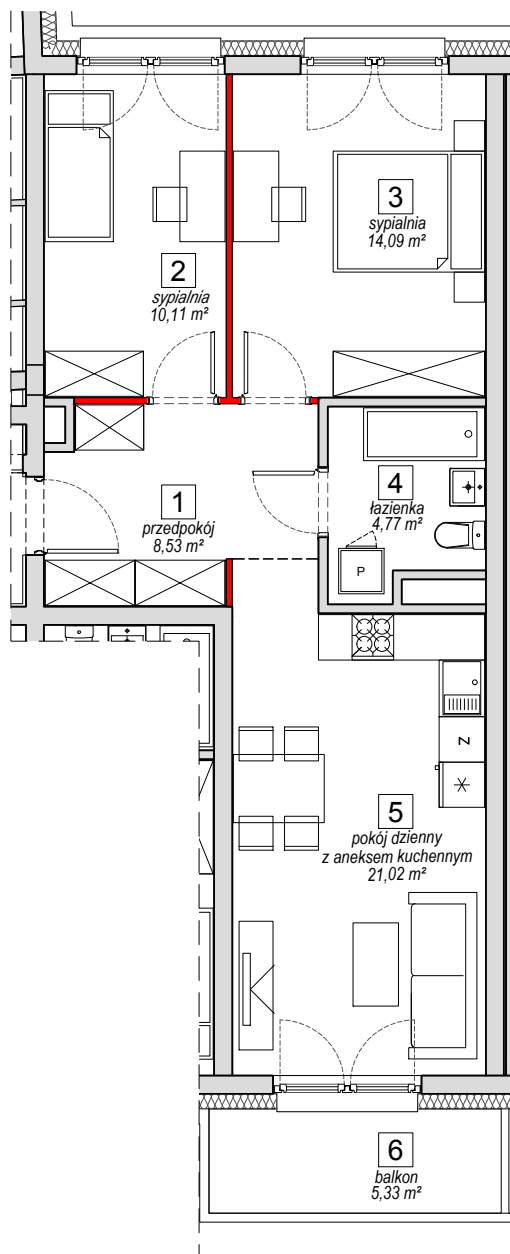 3
sypialnia
14,09 m²
2
sypialnia
10,11 m²
1
przedpokój
8,53 m²
4
łazienka
4,77 m²
P
N
5
pokój dzienny
z aneksem kuchennym
21,02 m²
6
balkon
5,33 m²